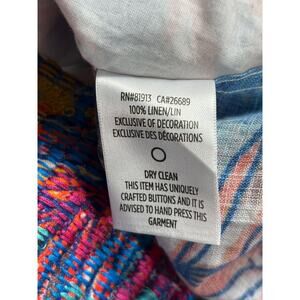 RN#81913 CA#26689
100% LINEN/LIN
EXCLUSIVE OF DECORATION
EXCLUSIVE DES DÉCORATIONS
DRY CLEAN
THIS ITEM HAS UNIQUELY
CRAFTED BUTTONS AND IT IS
ADVISED TO HAND PRESS THIS
GARMENT